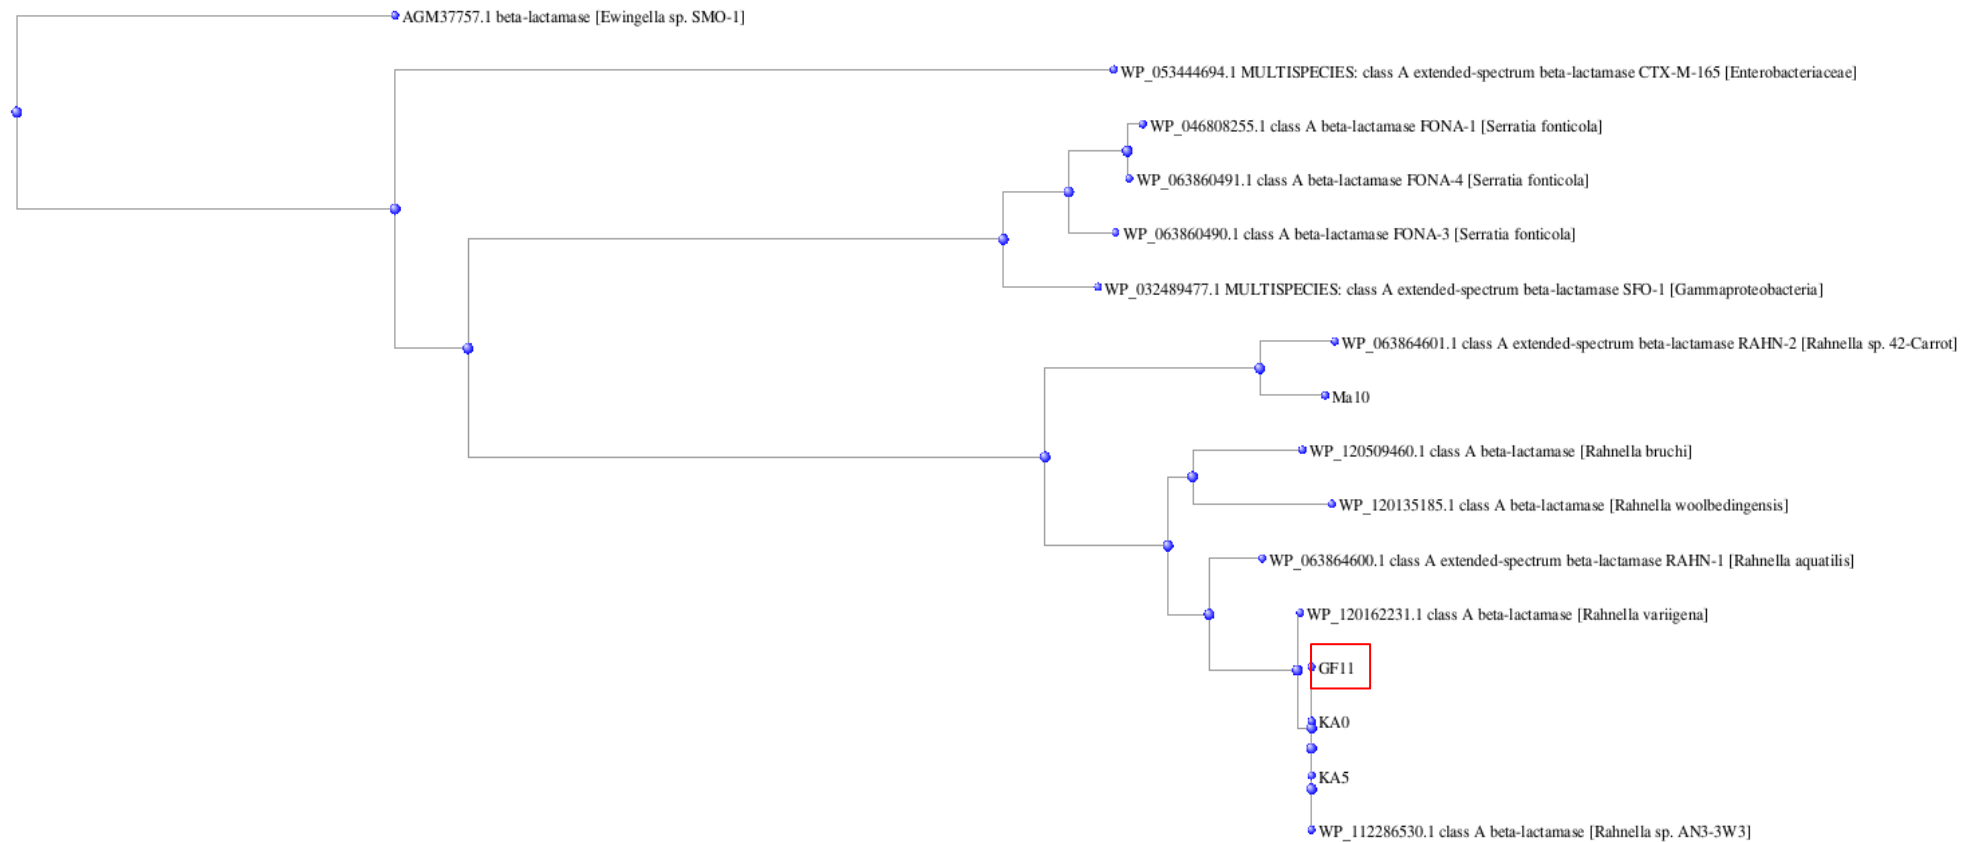 AGM37757.1 beta-lactamase [Ewingella sp. SMO-1]
WP_053444694.1 MULTISPECIES: class A extended-spectrum beta-lactamase CTX-M-165 [Enterobacteriaceae]
WP_046808255.1 class A beta-lactamase FONA-1 [Serratia fonticola]
WP_063860491.1 class A beta-lactamase FONA-4 [Serratia fonticola]
WP_063860490.1 class A beta-lactamase FONA-3 [Serratia fonticola]
WP_032489477.1 MULTISPECIES: class A extended-spectrum beta-lactamase SFO-1 [Gammaproteobacteria]
WP_063864601.1 class A extended-spectrum beta-lactamase RAHN-2 [Rahnella sp. 42-Carrot]
Ma10
WP_120509460.1 class A beta-lactamase [Rahnella bruchi]
WP_120135185.1 class A beta-lactamase [Rahnella woolbedingensis]
WP_063864600.1 class A extended-spectrum beta-lactamase RAHN-1 [Rahnella aquatilis]
WP_120162231.1 class A beta-lactamase [Rahnella variigena]
GF11
KA0
KA5
WP_112286530.1 class A beta-lactamase [Rahnella sp. AN3-3W3]